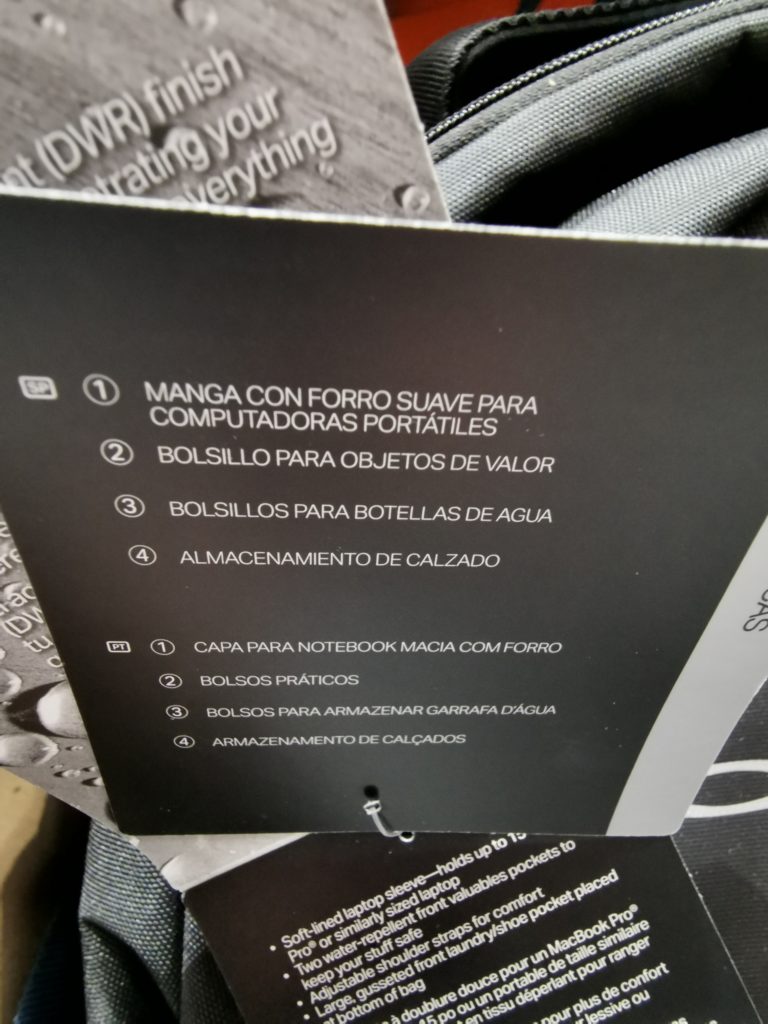 (DWR) finish
trating your
everything
SP 1 MANGA CON FORRO SUAVE PARA
COMPUTADORAS PORTÁTILES
2 BOLSILLO PARA OBJETOS DE VALOR
3 BOLSILLOS PARA BOTELLAS DE AGUA
4 ALMACENAMIENTO DE CALZADO
PT 1 CAPA PARA NOTEBOOK MACIA COM FORRO
2 BOLSOS PRÁTICOS
3 BOLSOS PARA ARMAZENAR GARRAFA D'ÁGUA
4 ARMAZENAMENTO DE CALÇADOS
• Soft-lined laptop sleeve—holds up to 15
Pro® or similarly sized laptop
• Two water-repellent front valuables pockets to
keep your stuff safe
• Adjustable shoulder straps for comfort
• Large, gusseted front laundry/shoe pocket placed
at bottom of bag
à doublure douce pour un MacBook Pro®
15 po ou un portable de taille similaire
en tissu déperlant pour ranger
pour plus de confort
lessive ou